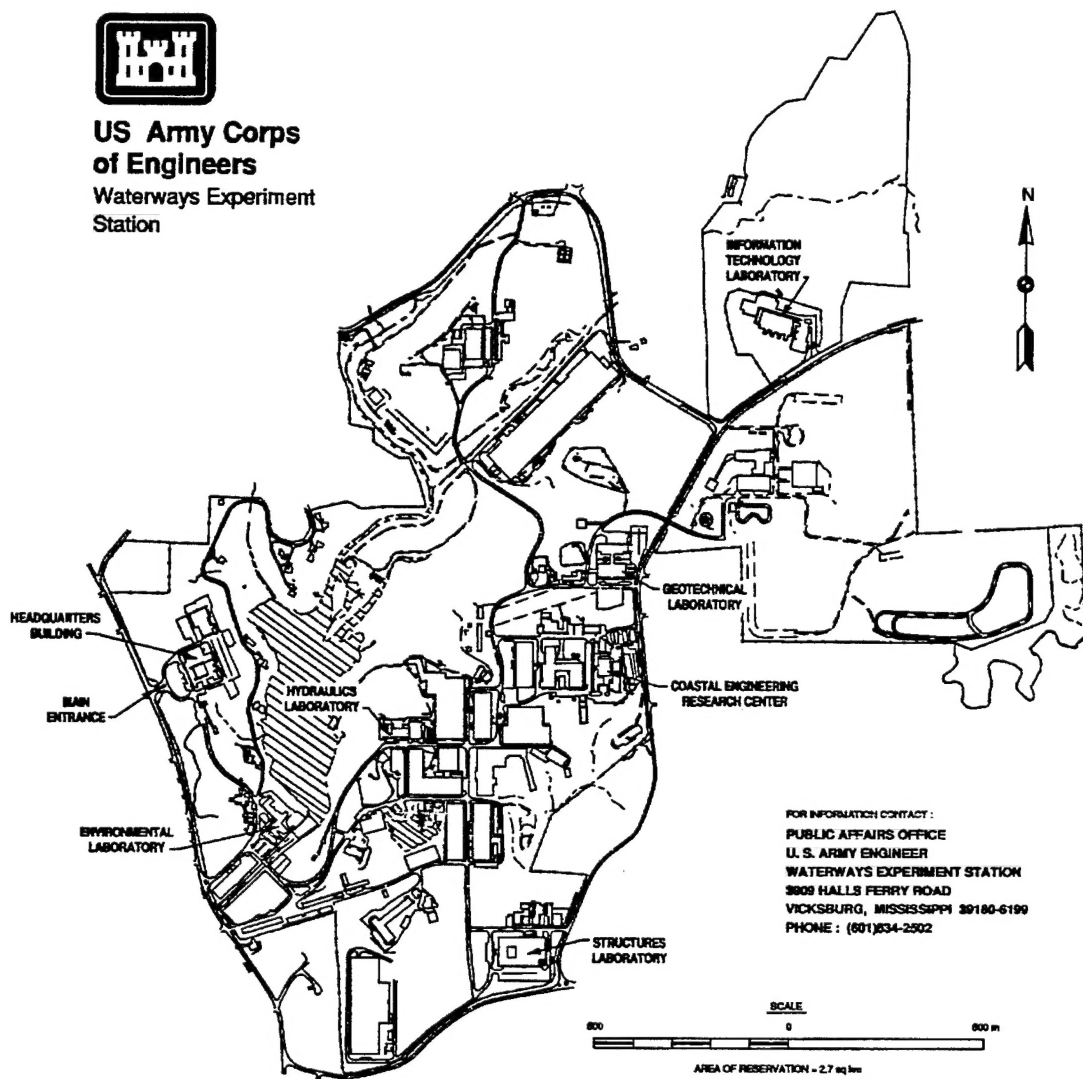 US Army Corps
of Engineers
Waterways Experiment
Station
N
INFORMATION
TECHNOLOGY
LABORATORY
GEOTECHNICAL
LABORATORY
HEADQUARTERS
BUILDING
MAIN
ENTRANCE
HYDRAULICS
LABORATORY
COASTAL ENGINEERING
RESEARCH CENTER
ENVIRONMENTAL
LABORATORY
STRUCTURES
LABORATORY
FOR INFORMATION CONTACT :
PUBLIC AFFAIRS OFFICE
U. S. ARMY ENGINEER
WATERWAYS EXPERIMENT STATION
3909 HALLS FERRY ROAD
VICKSBURG, MISSISSIPPI 39180-6199
PHONE : (601)634-2502
SCALE
600 0 600 m
AREA OF RESERVATION = 2.7 sq km